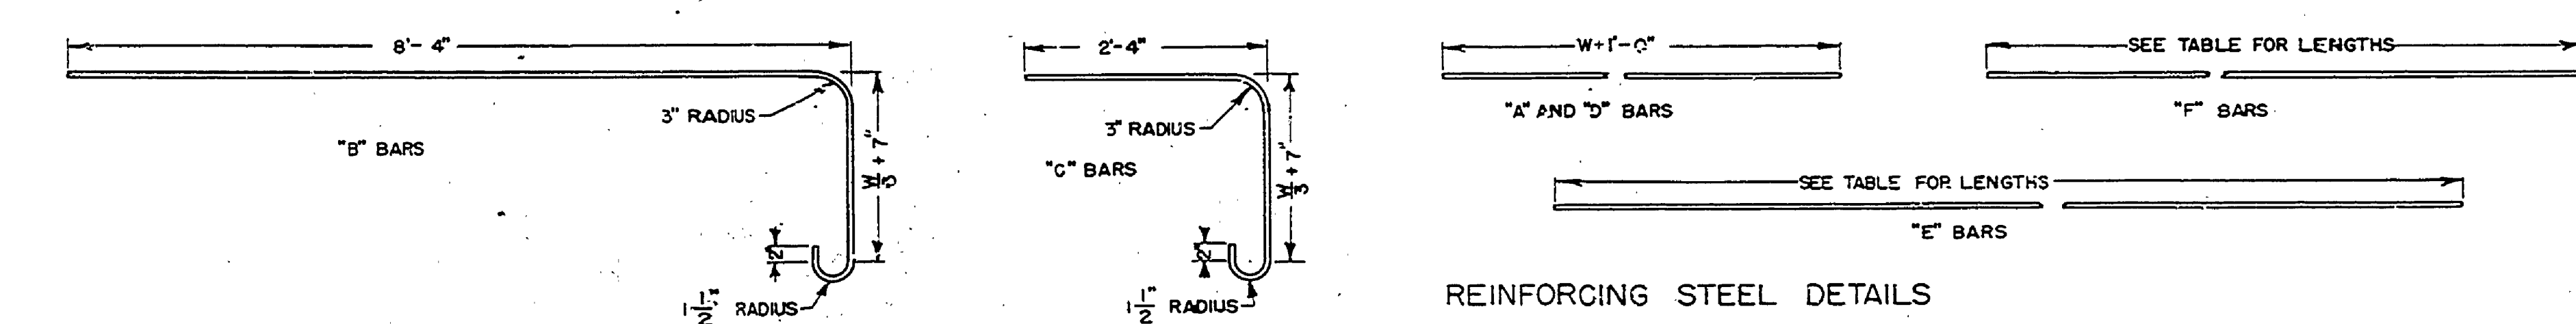 8'-4"
3" RADIUS
"B" BARS
W/3 + 7"
2"
1 1/2" RADIUS
2'-4"
3" RADIUS
"C" BARS
W/3 + 7"
2"
1 1/2" RADIUS
W+1'-0"
"A" AND "D" BARS
SEE TABLE FOR LENGTHS
"F" BARS
SEE TABLE FOR LENGTHS
"E" BARS
REINFORCING STEEL DETAILS